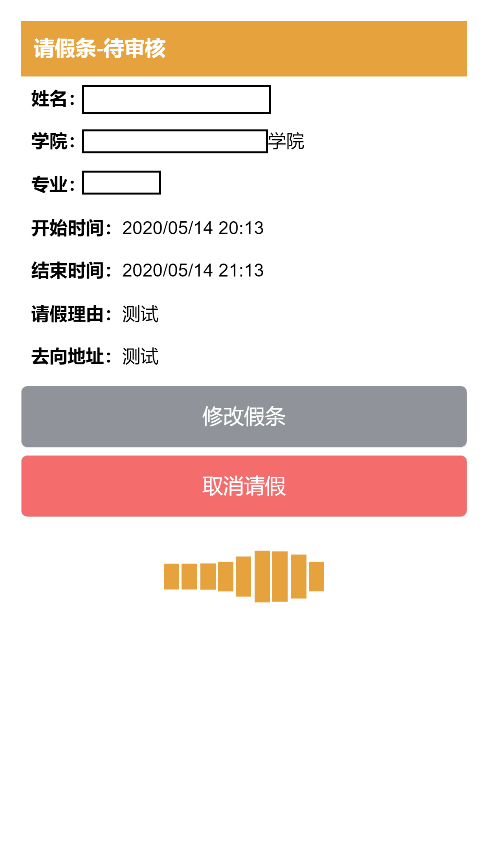 请假条-待审核
姓名：
学院： 学院
专业：
开始时间：2020/05/14 20:13
结束时间：2020/05/14 21:13
请假理由：测试
去向地址：测试
修改假条
取消请假